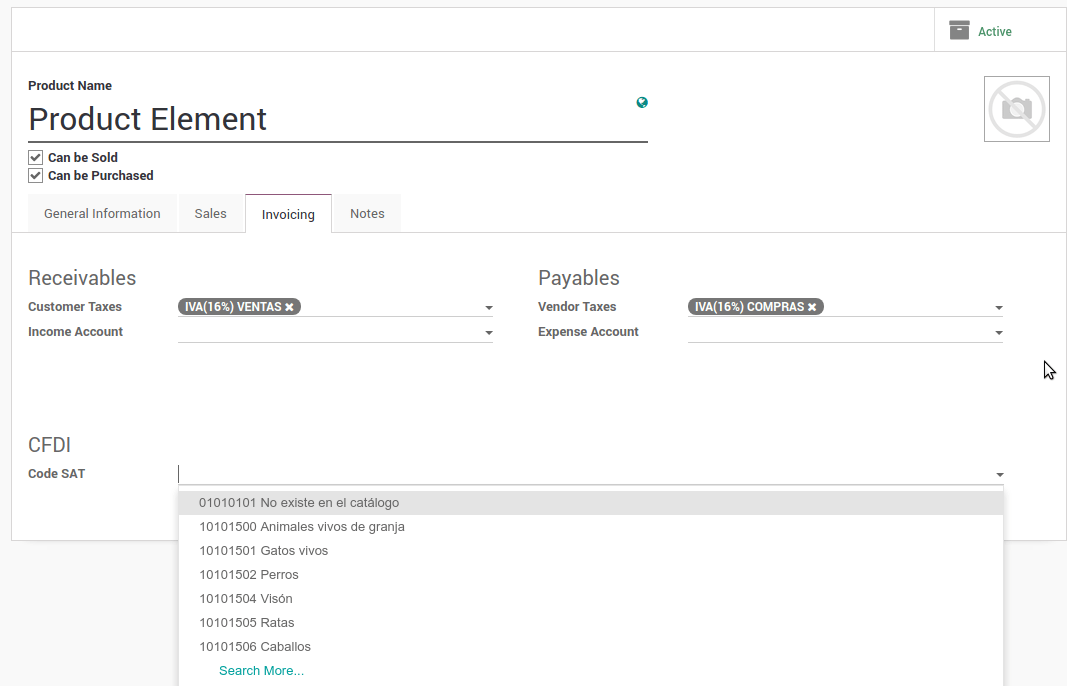 Active
Product Name
Product Element
Can be Sold
Can be Purchased
General Information
Sales
Invoicing
Notes
Receivables
Customer Taxes
IVA(16%) VENTAS
Income Account
Payables
Vendor Taxes
IVA(16%) COMPRAS
Expense Account
CFDI
Code SAT
01010101 No existe en el catálogo
10101500 Animales vivos de granja
10101501 Gatos vivos
10101502 Perros
10101504 Visón
10101505 Ratas
10101506 Caballos
Search More...